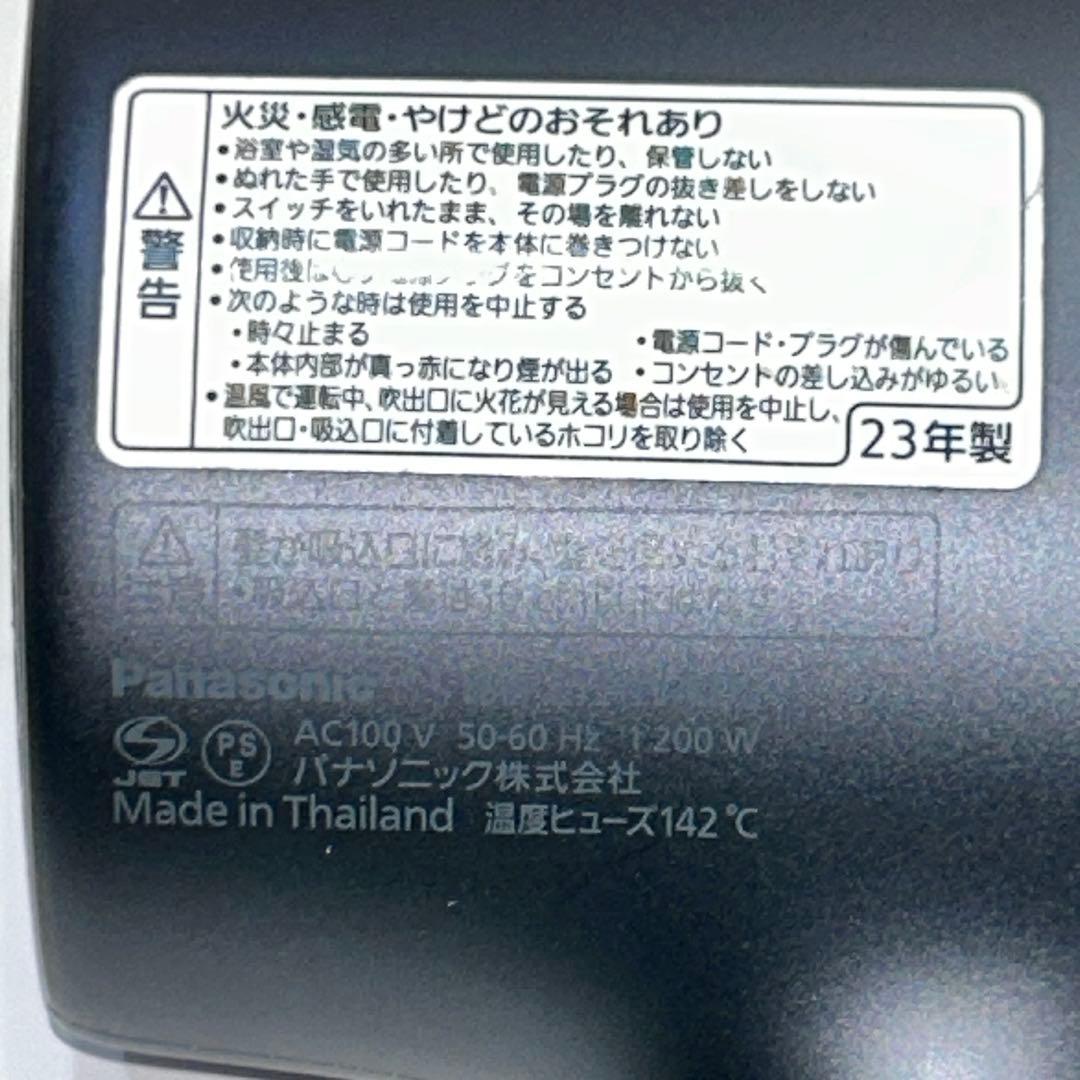 警告
火災・感電・やけどのおそれあり
•浴室や湿気の多い所で使用したり、保管しない
•ぬれた手で使用したり、電源プラグの抜き差しをしない
•スイッチをいれたまま、その場を離れない
•収納時に電源コードを本体に巻きつけない
•使用後は をコンセントから抜く
•次のような時は使用を中止する
•時々止まる
•電源コード・プラグが傷んでいる
•本体内部が真っ赤になり煙が出る
•コンセントの差し込みがゆるい
•温風で運転中、吹出口に火花が見える場合は使用を中止し、
吹出口・吸込口に付着しているホコリを取り除く
23年製
吸込口に
Panasonic
JET
PS
E
AC100 V 50-60 Hz 1 200 W
パナソニック株式会社
Made in Thailand 温度ヒューズ142 ℃